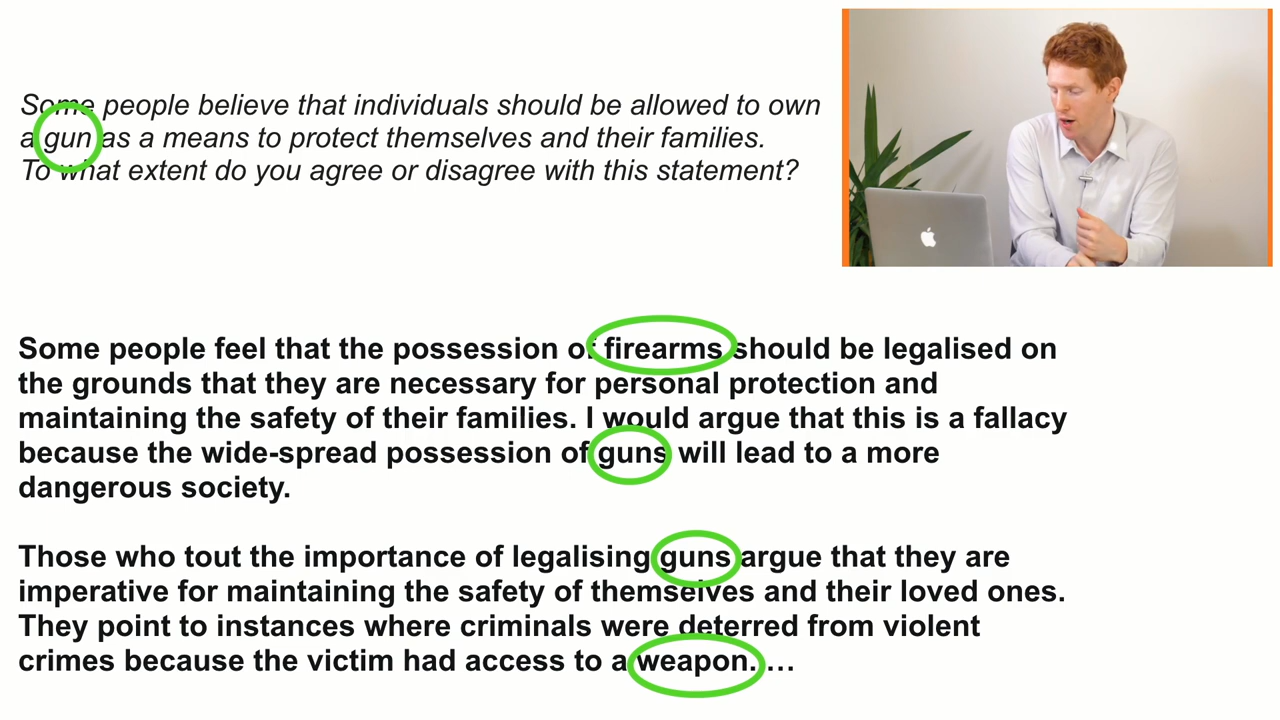 Some people believe that individuals should be allowed to own
a gun as a means to protect themselves and their families.
To what extent do you agree or disagree with this statement?
Some people feel that the possession of firearms should be legalised on
the grounds that they are necessary for personal protection and
maintaining the safety of their families. I would argue that this is a fallacy
because the wide-spread possession of guns will lead to a more
dangerous society.
Those who tout the importance of legalising guns argue that they are
imperative for maintaining the safety of themselves and their loved ones.
They point to instances where criminals were deterred from violent
crimes because the victim had access to a weapon. …